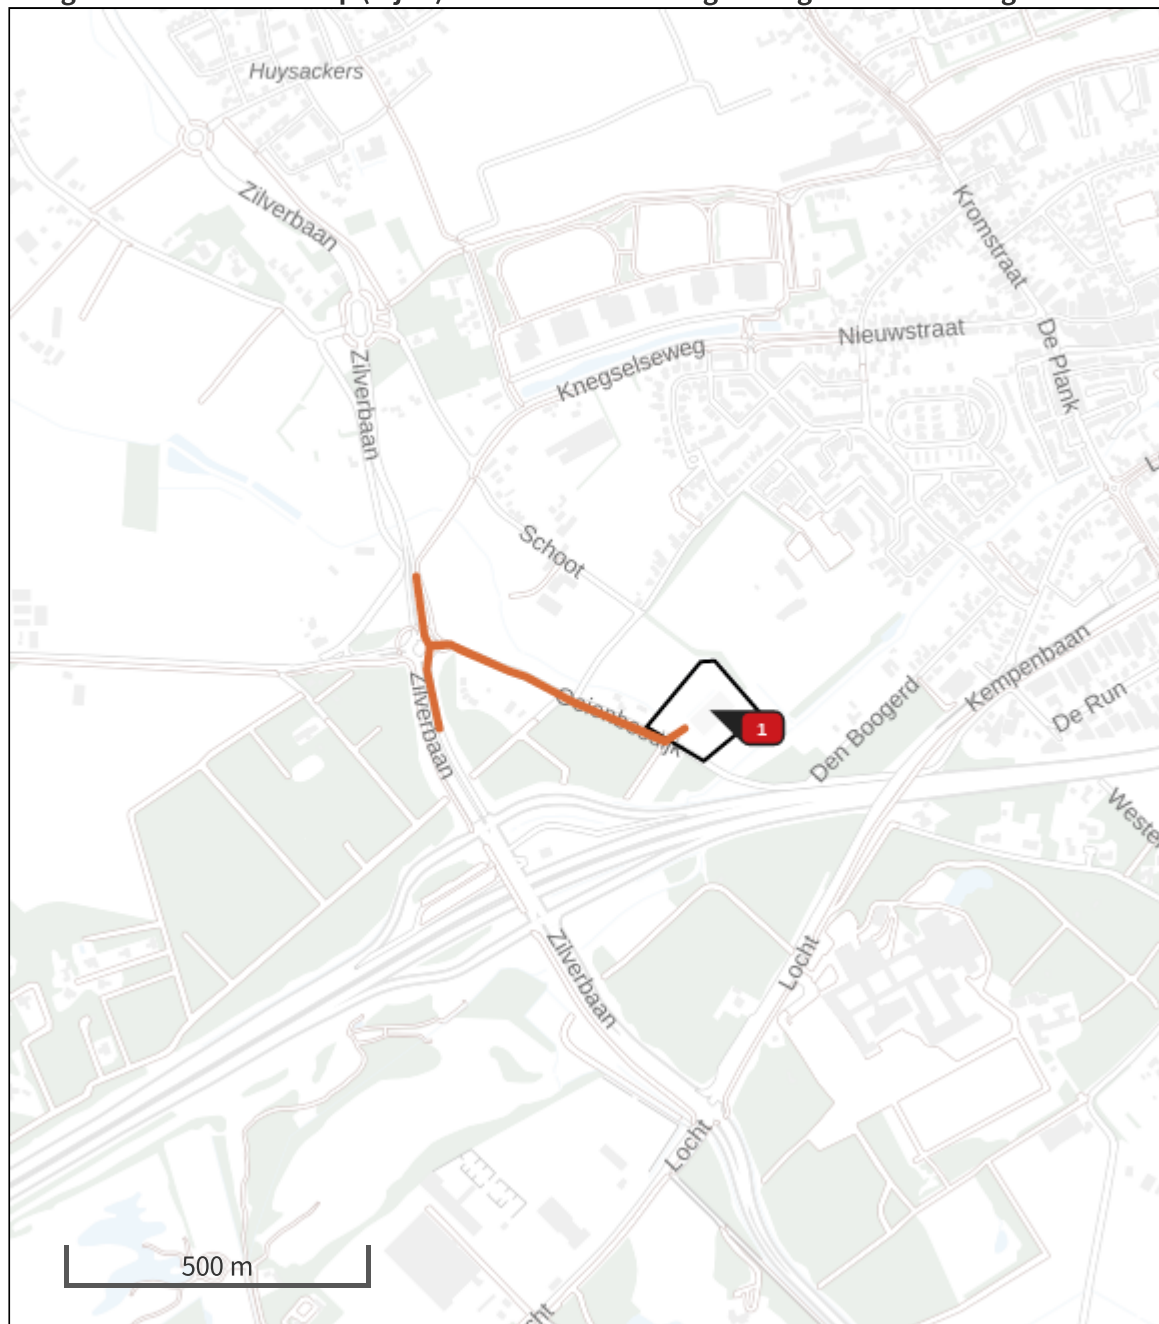 Huysackers
Zilverbaan
Kromstraat
Zilverbaan
Nieuwstraat
De Plank
Knegselseweg
Schoot
Kempenbaan
De Run
Zilverbaan
1
Den Boogerd
Zilverbaan
Locht
Locht
500 m